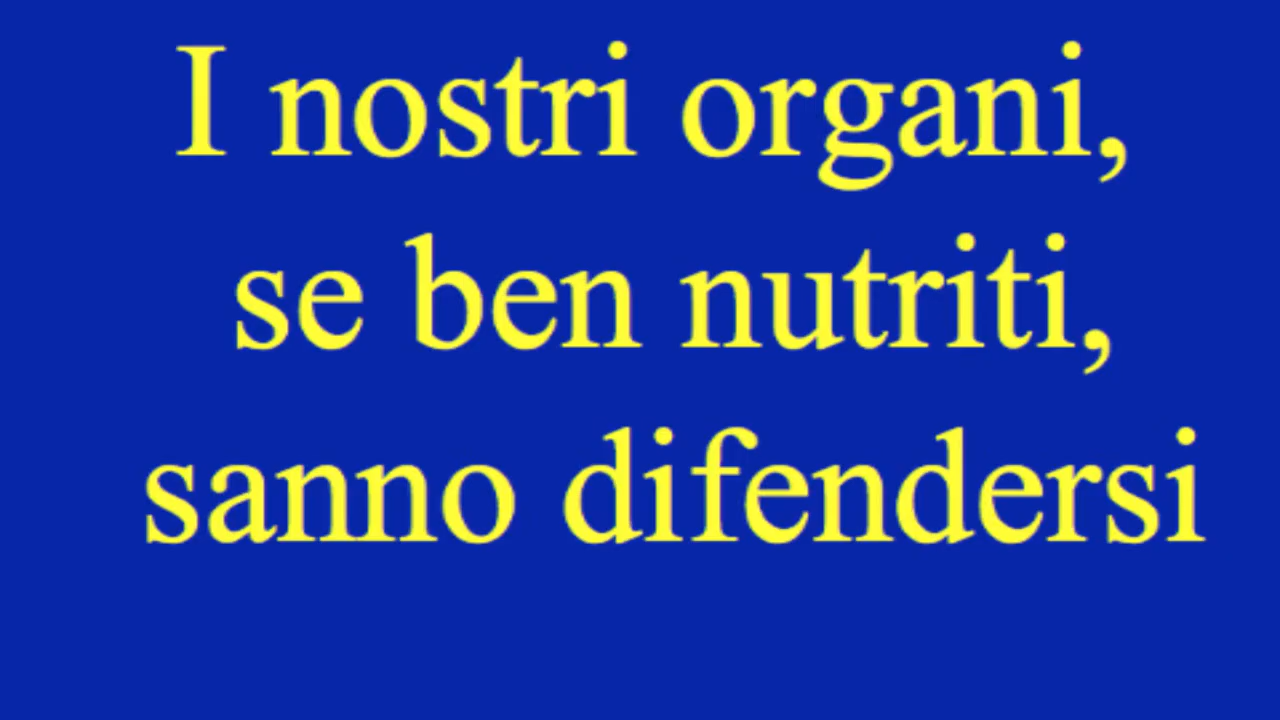 I nostri organi,
se ben nutriti,
sanno difendersi